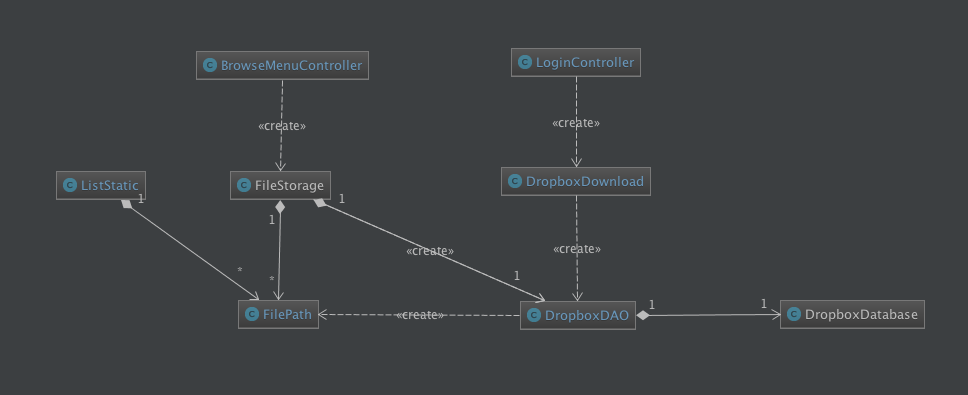 C LoginController
C BrowseMenuController
«create»
«create»
C ListStatic
C FileStorage
C DropboxDownload
1
1
1
«create»
«create»
*
*
1
C FilePath
«create»
C DropboxDAO
1
1
C DropboxDatabase